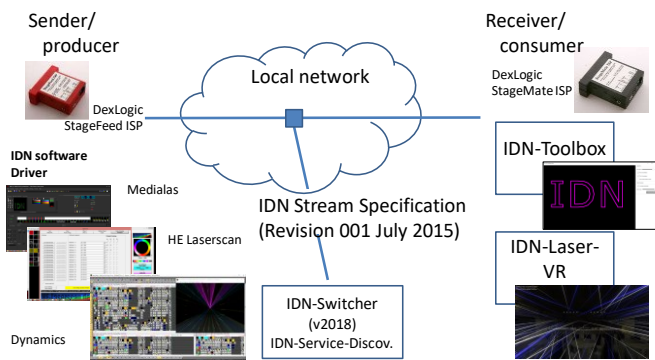 Sender/
producer
Receiver/
consumer
Local network
DexLogic
StageFeed ISP
DexLogic
StageMate ISP
IDN software
Driver
Medialas
HE Laserscan
Dynamics
IDN Stream Specification
(Revision 001 July 2015)
IDN-Switcher
(v2018)
IDN-Service-Discov.
IDN-Toolbox
IDN
IDN-Laser-
VR